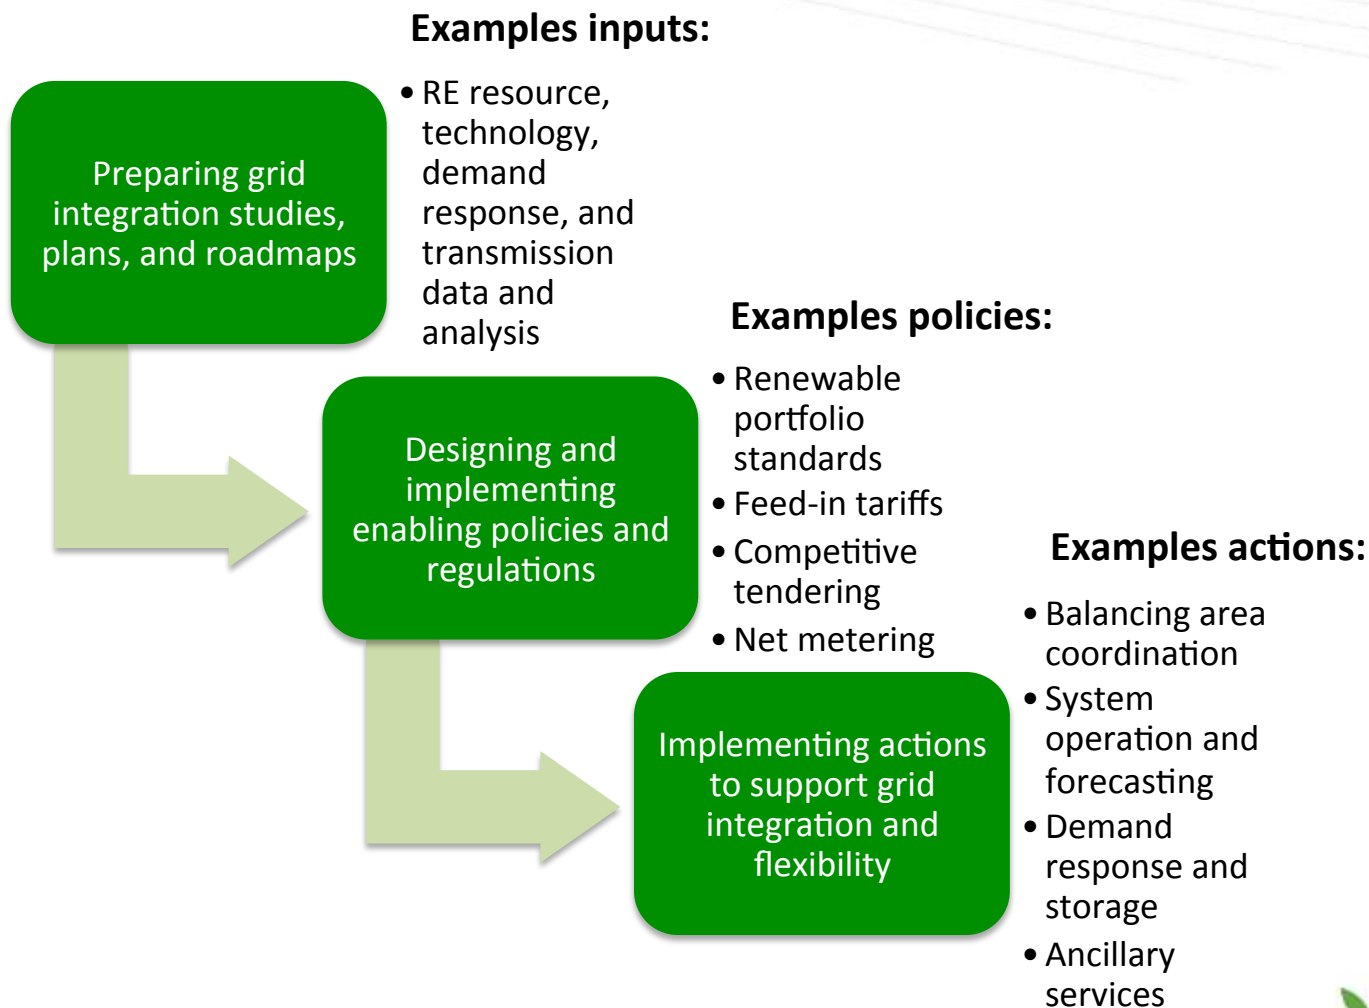 Examples inputs:
• RE resource,
technology,
demand
response, and
transmission
data and
analysis
Preparing grid
integration studies,
plans, and roadmaps
Examples policies:
• Renewable
portfolio
standards
• Feed-in tariffs
• Competitive
tendering
• Net metering
Designing and
implementing
enabling policies and
regulations
Examples actions:
• Balancing area
coordination
• System
operation and
forecasting
• Demand
response and
storage
• Ancillary
services
Implementing actions
to support grid
integration and
flexibility